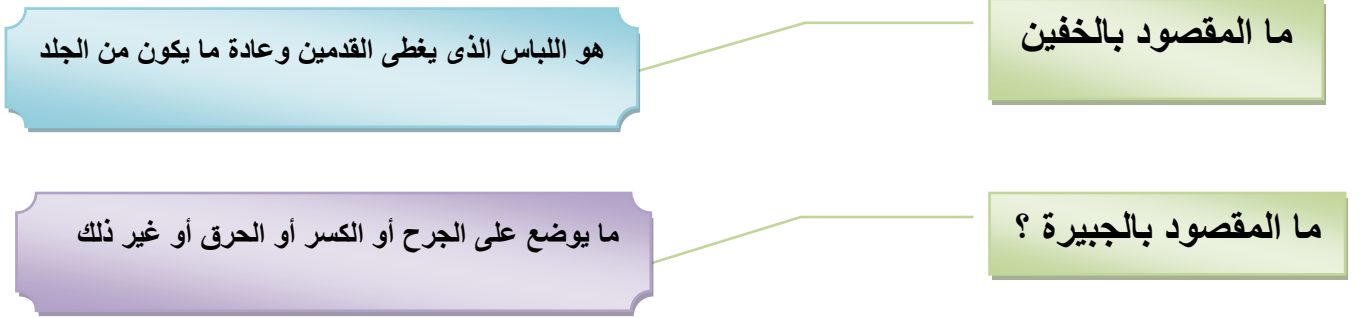 ما المقصود بالخفين
هو اللباس الذى يغطى القدمين وعادة ما يكون من الجلد
ما المقصود بالجبيرة ؟
ما يوضع على الجرح أو الكسر أو الحرق أو غير ذلك